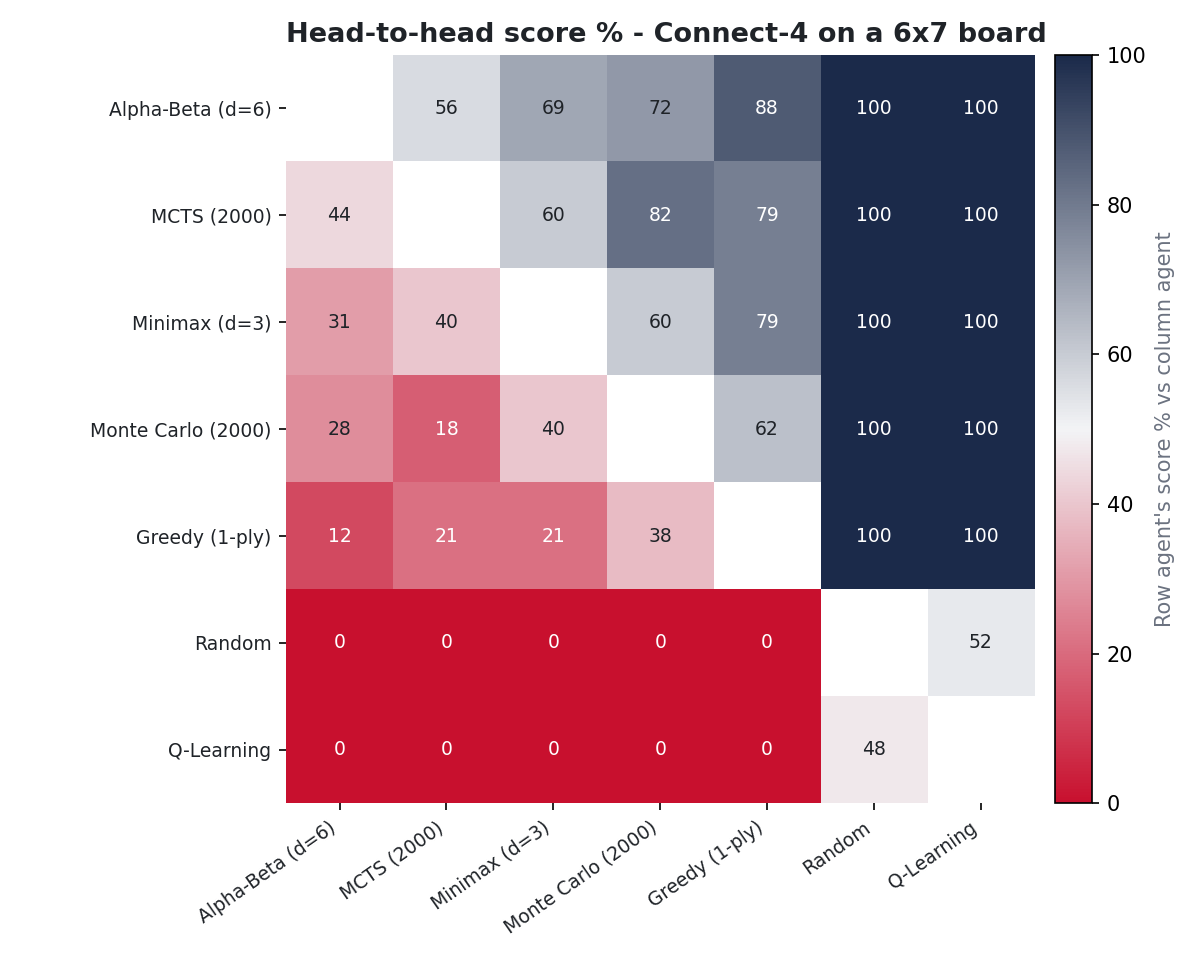 Head-to-head score % - Connect-4 on a 6x7 board
Alpha-Beta (d=6) 56 69 72 88 100 100
MCTS (2000) 44 60 82 79 100 100
Minimax (d=3) 31 40 60 79 100 100
Monte Carlo (2000) 28 18 40 62 100 100
Greedy (1-ply) 12 21 21 38 100 100
Random 0 0 0 0 0 52
Q-Learning 0 0 0 0 0 48
Alpha-Beta (d=6)
MCTS (2000)
Minimax (d=3)
Monte Carlo (2000)
Greedy (1-ply)
Random
Q-Learning
100
80
60
40
20
0
Row agent's score % vs column agent